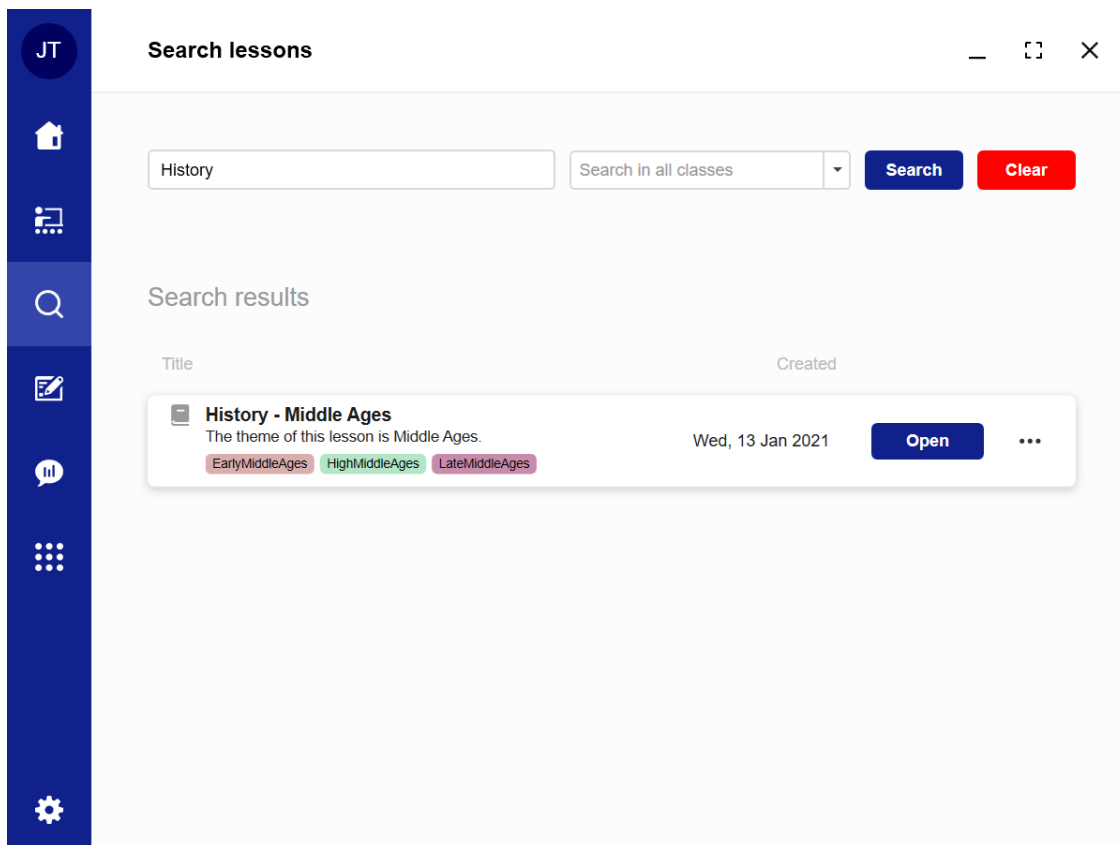 JT
Search lessons
History
Search in all classes
Search
Clear
Search results
Title
Created
History - Middle Ages
The theme of this lesson is Middle Ages.
EarlyMiddleAges HighMiddleAges LateMiddleAges
Wed, 13 Jan 2021
Open